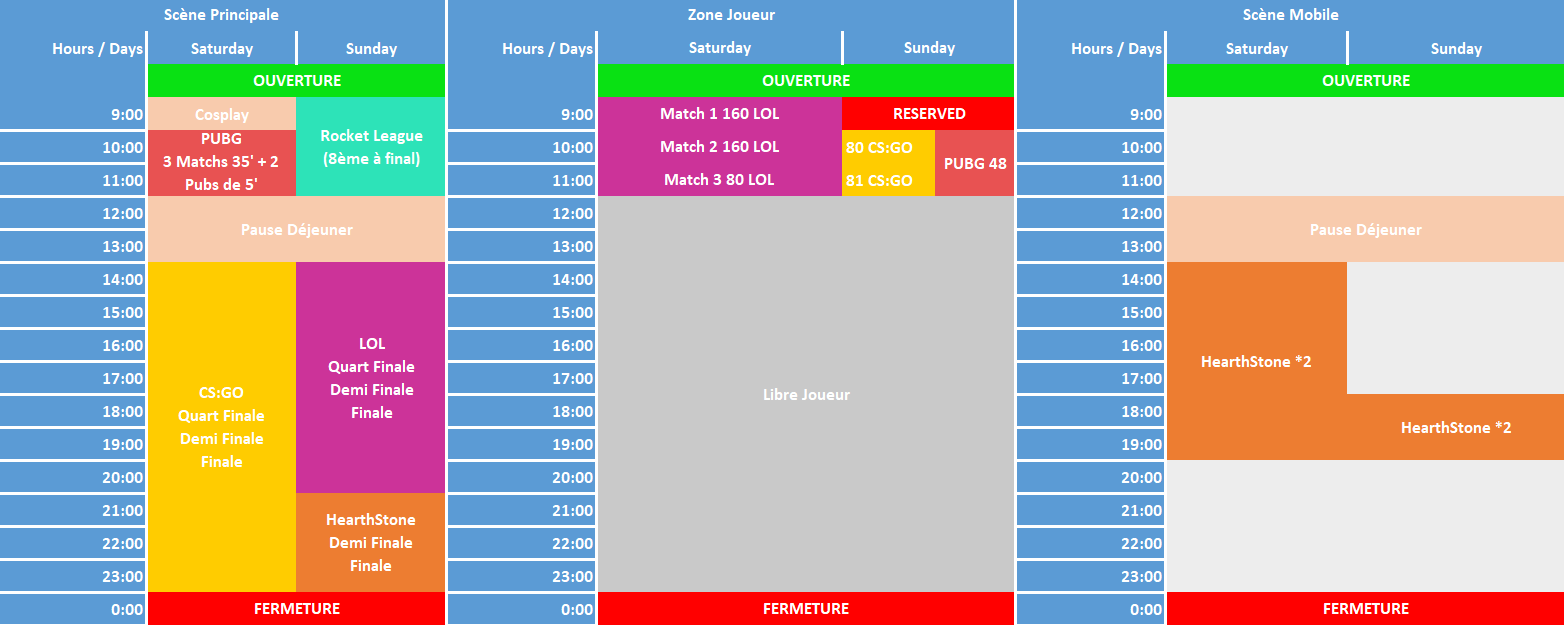 Scène Principale
Hours / Days Saturday Sunday
OUVERTURE
9:00 Cosplay
Rocket League
(8ème à final)
10:00 PUBG
3 Matchs 35' + 2
11:00 Pubs de 5'
12:00
Pause Déjeuner
13:00
14:00
15:00
16:00
17:00
18:00
19:00
20:00
21:00
22:00
23:00
CS:GO
Quart Finale
Demi Finale
Finale
LOL
Quart Finale
Demi Finale
Finale
HearthStone
Demi Finale
Finale
0:00 FERMETURE
Zone Joueur
Hours / Days Saturday Sunday
OUVERTURE
9:00 Match 1 160 LOL RESERVED
10:00 Match 2 160 LOL 80 CS:GO
PUBG 48
11:00 Match 3 80 LOL 81 CS:GO
12:00
13:00
14:00
15:00
16:00
17:00
Libre Joueur
18:00
19:00
20:00
21:00
22:00
23:00
0:00 FERMETURE
Scène Mobile
Hours / Days Saturday Sunday
OUVERTURE
9:00
10:00
11:00
12:00
Pause Déjeuner
13:00
14:00
15:00
16:00
HearthStone *2
17:00
18:00
HearthStone *2
19:00
20:00
21:00
22:00
23:00
0:00 FERMETURE